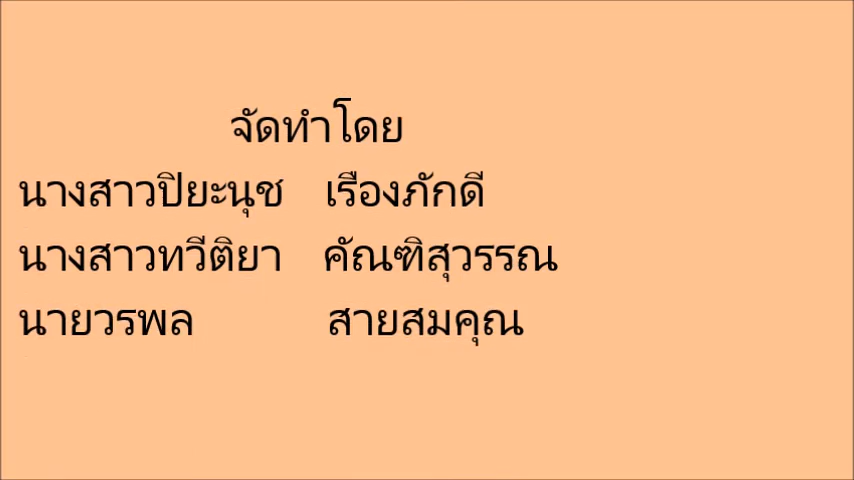 จัดทำโดย
นางสาวปิยะนุช เรืองภักดี
นางสาวทวีติยา คัณฑิสุวรรณ
นายวรพล สายสมคุณ